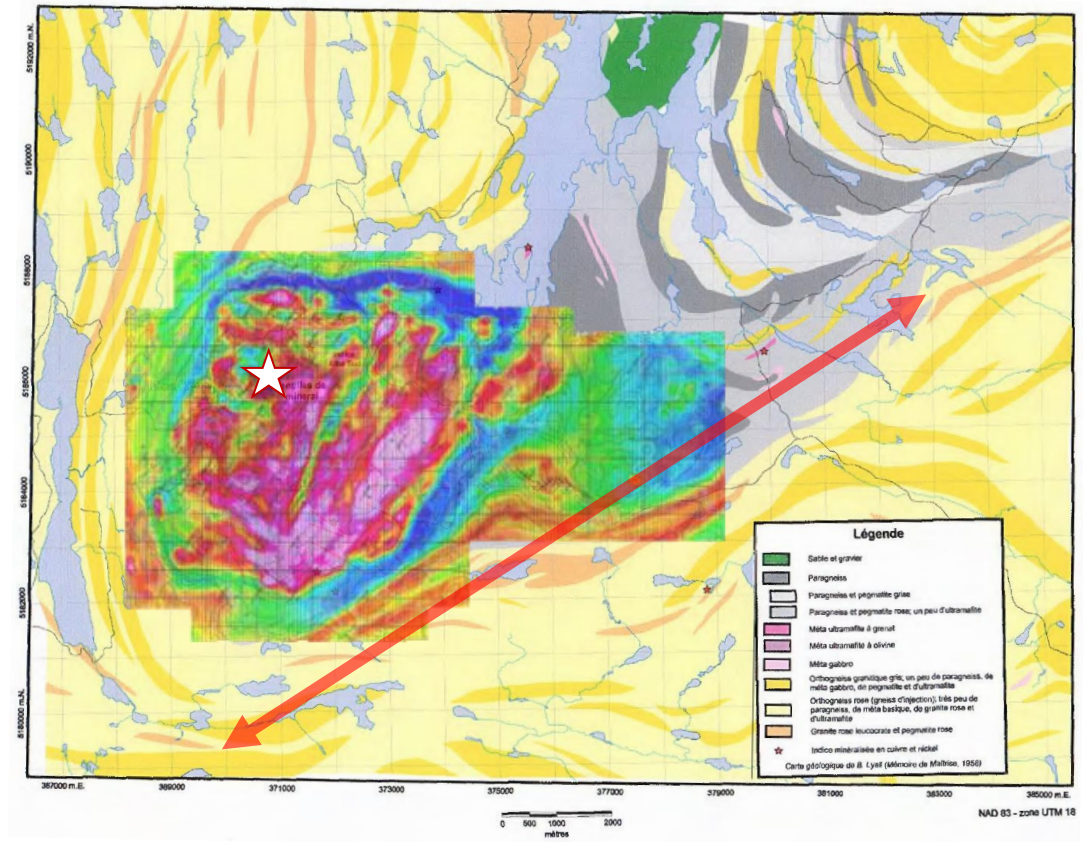 5192000 m.N.
5190000
5188000
5186000
5184000
5182000
5180000 m.N.
minéral
Légende
Sable et gravier
Paragneiss
Paragneiss et pegmatite grise
Paragneiss et pegmatite rose; un peu d'ultramafite
Méta ultramafite à grenat
Méta ultramafite à olivine
Méta gabbro
Orthogneiss granitique gris; un peu de paragneiss, de
méta gabbro, de pegmatite et d'ultramafite
Orthogneiss rose (gneiss d'injection); très peu de
paragneiss, de méta basique, de granite rose et
d'ultramafite
Granite rose leucocrate et pegmatite rose
Indice minéralisée en cuivre et nickel
Carte géologique de B. Lyall (Mémoire de Maîtrise, 1958)
367000 m.E.
369000
371000
373000
375000
379000
381000
383000
385000 m.E.
NAD 83 - zone UTM 18
0 500 1,000 2000
mètres